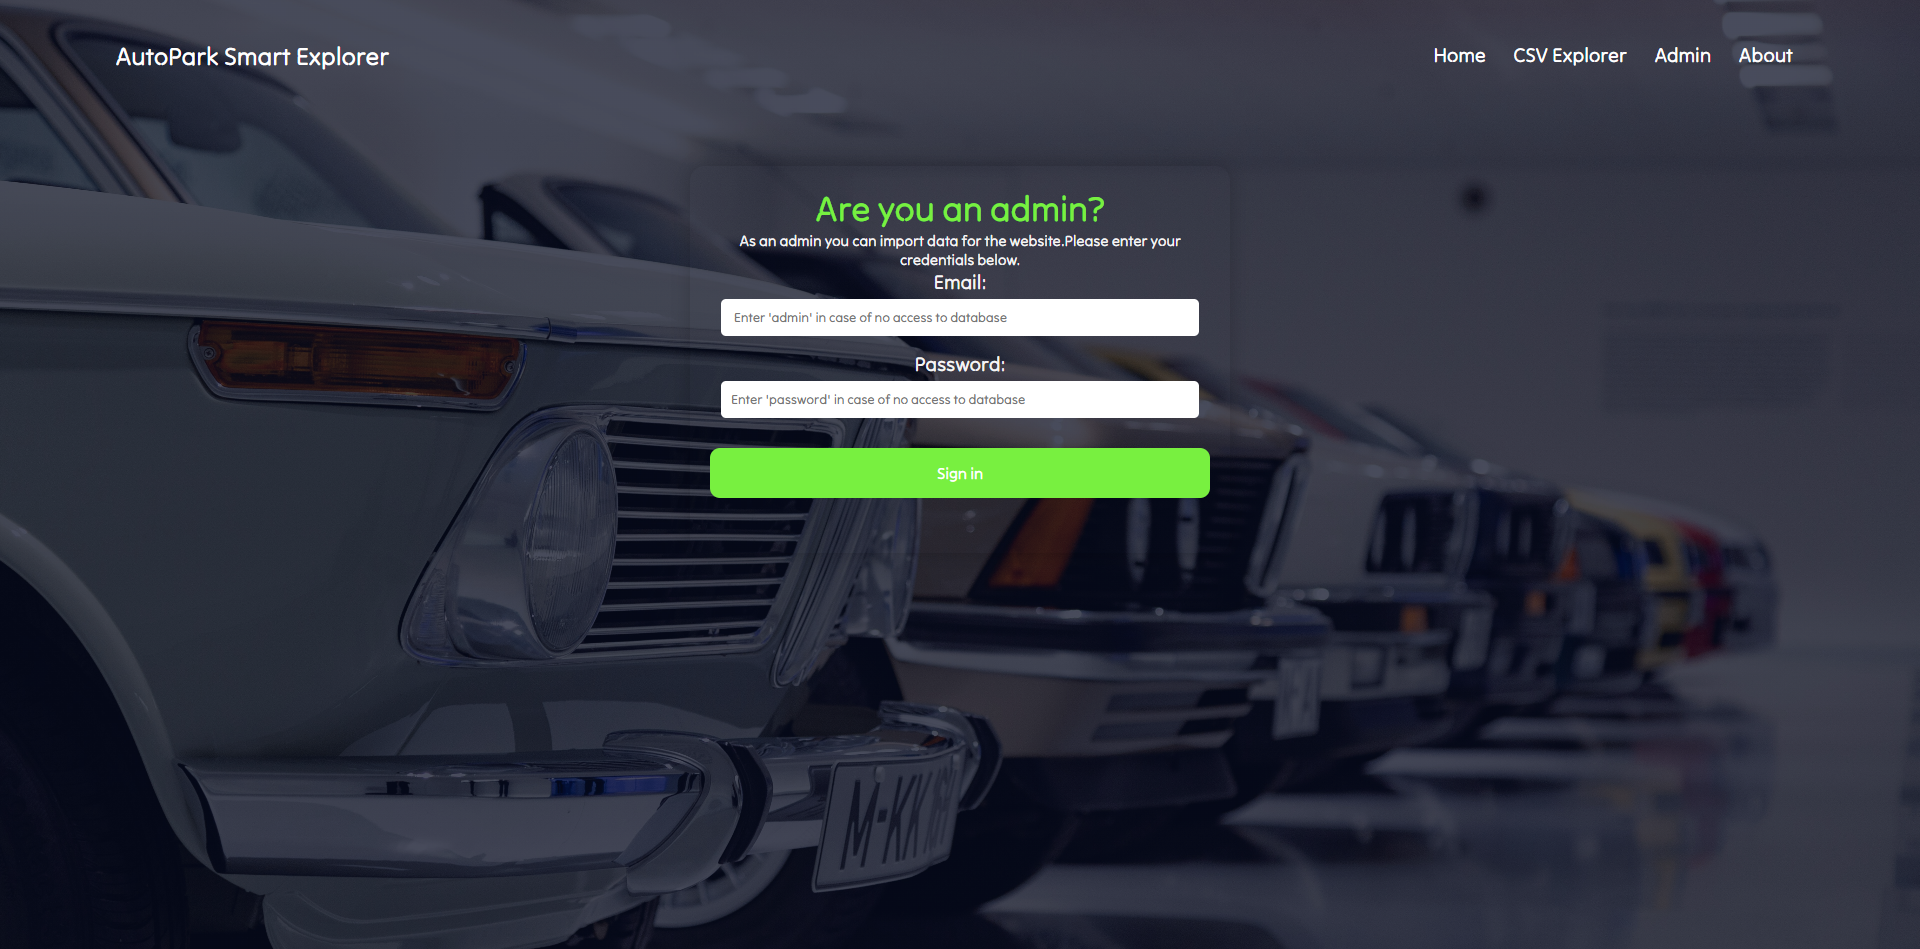 AutoPark Smart Explorer
Home CSV Explorer Admin About
Are you an admin?
As an admin you can import data for the website.Please enter your
credentials below.
Email:
Enter 'admin' in case of no access to database
Password:
Enter 'password' in case of no access to database
Sign in
M-KK